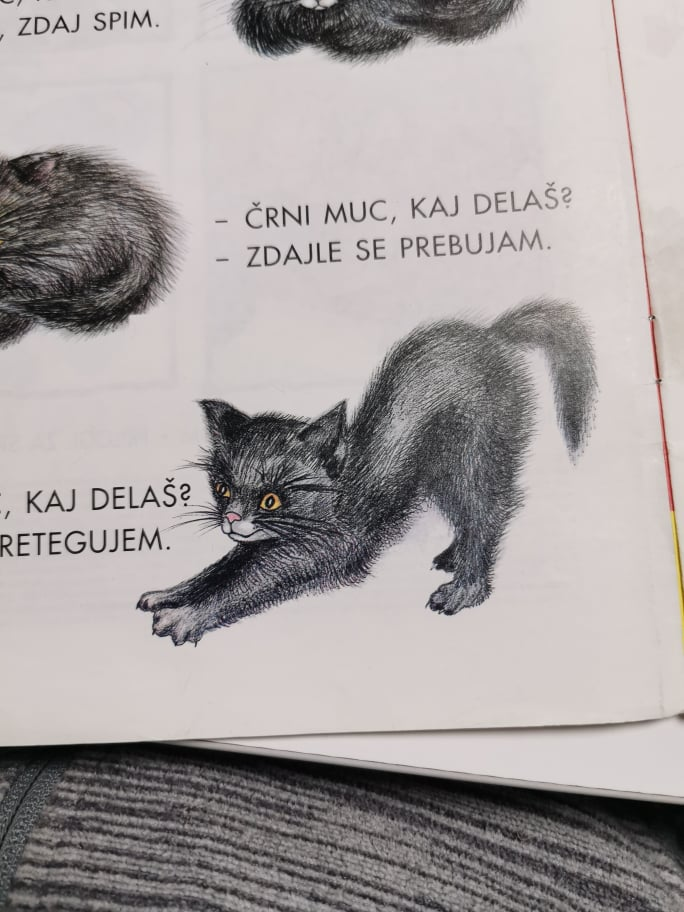 , ZDAJ SPIM.
– ČRNI MUC, KAJ DELAŠ?
– ZDAJLE SE PREBUJAM.
, KAJ DELAŠ?
RETEGUJEM.